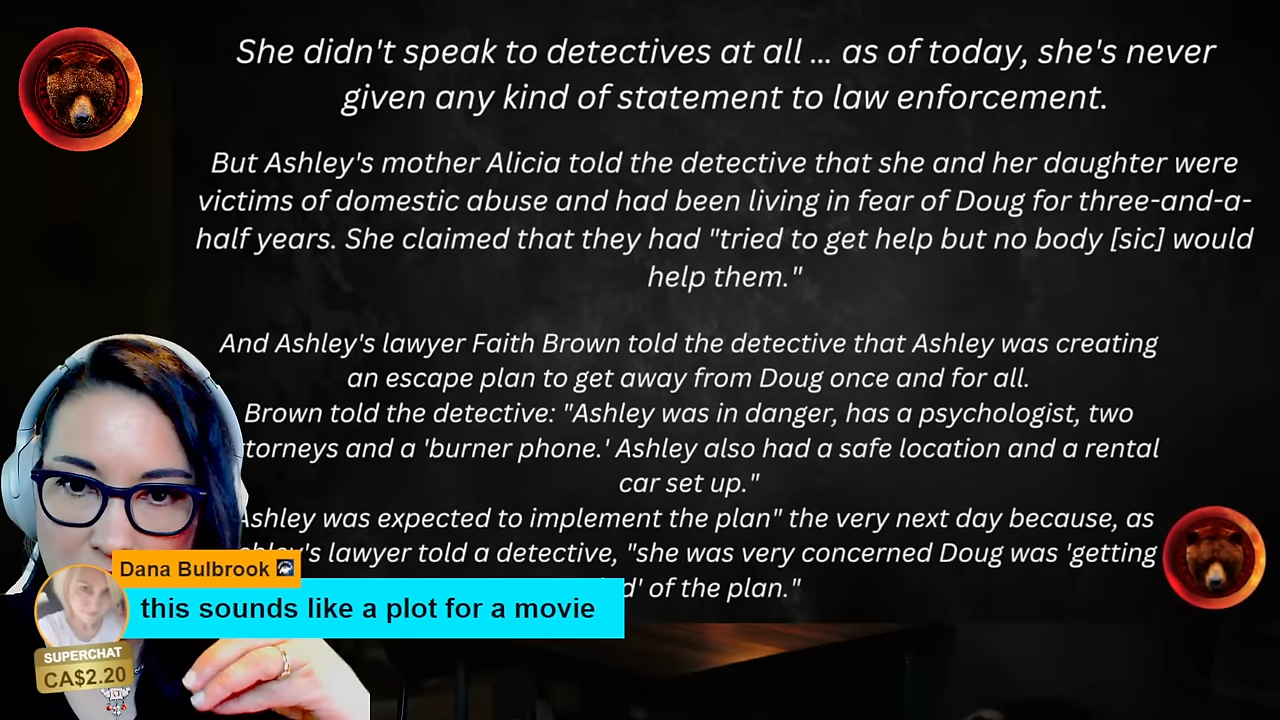 She didn't speak to detectives at all ... as of today, she's never
given any kind of statement to law enforcement.
But Ashley's mother Alicia told the detective that she and her daughter were
victims of domestic abuse and had been living in fear of Doug for three-and-a-
half years. She claimed that they had "tried to get help but no body [sic] would
help them."
And Ashley's lawyer Faith Brown told the detective that Ashley was creating
an escape plan to get away from Doug once and for all.
Brown told the detective: "Ashley was in danger, has a psychologist, two
and a 'burner phone.' Ashley also had a safe location and a rental
car set up."
Ashley was expected to implement the plan" the very next day because, as
lawyer told a detective, "she was very concerned Doug was 'getting
of the plan."
Dana Bulbrook
this sounds like a plot for a movie
SUPERCHAT
CA$2.20